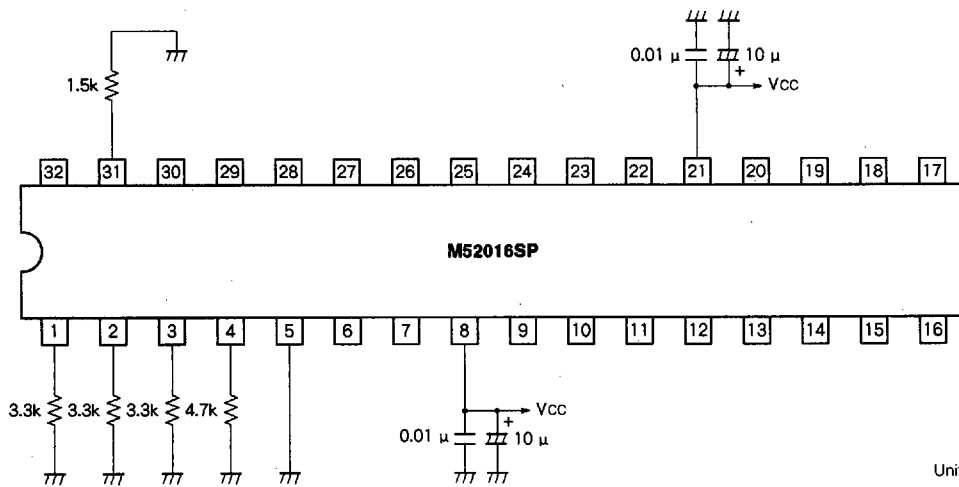 0.01 μ 10 μ
+
1.5k
Vcc
32 31 30 29 28 27 26 25 24 23 22 21 20 19 18 17
M52016SP
1 2 3 4 5 6 7 8 9 10 11 12 13 14 15 16
3.3k 3.3k 3.3k 4.7k
Vcc
+
0.01 μ 10 μ
Unit